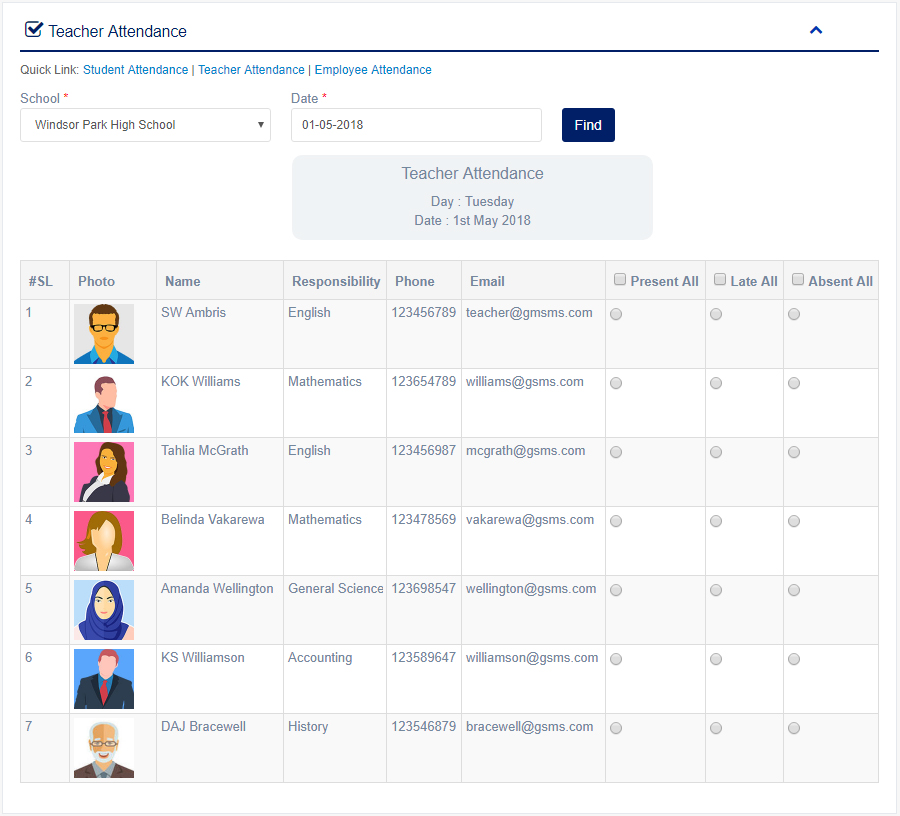 Teacher Attendance
Quick Link: Student Attendance | Teacher Attendance | Employee Attendance
School * Date *
Windsor Park High School 01-05-2018 Find
Teacher Attendance
Day : Tuesday
Date : 1st May 2018
#SL Photo Name Responsibility Phone Email Present All Late All Absent All
1 SW Ambris English 123456789 teacher@gmsms.com
2 KOK Williams Mathematics 123654789 williams@gsms.com
3 Tahlia McGrath English 123456987 mcgrath@gsms.com
4 Belinda Vakarewa Mathematics 123478569 vakarewa@gsms.com
5 Amanda Wellington General Science 123698547 wellington@gsms.com
6 KS Williamson Accounting 123589647 williamson@gsms.com
7 DAJ Bracewell History 123546879 bracewell@gsms.com